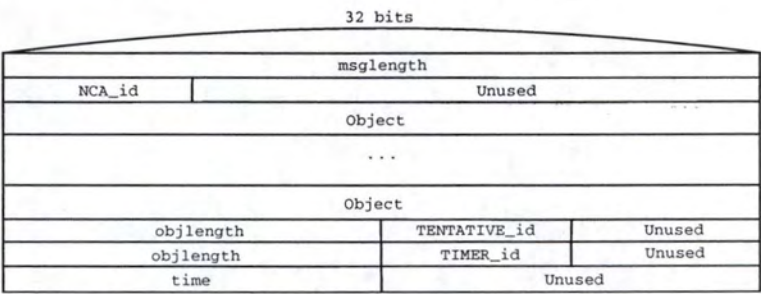 32 bits
msglength
NCA_id Unused
Object
...
Object
objlength TENTATIVE_id Unused
objlength TIMER_id Unused
time Unused